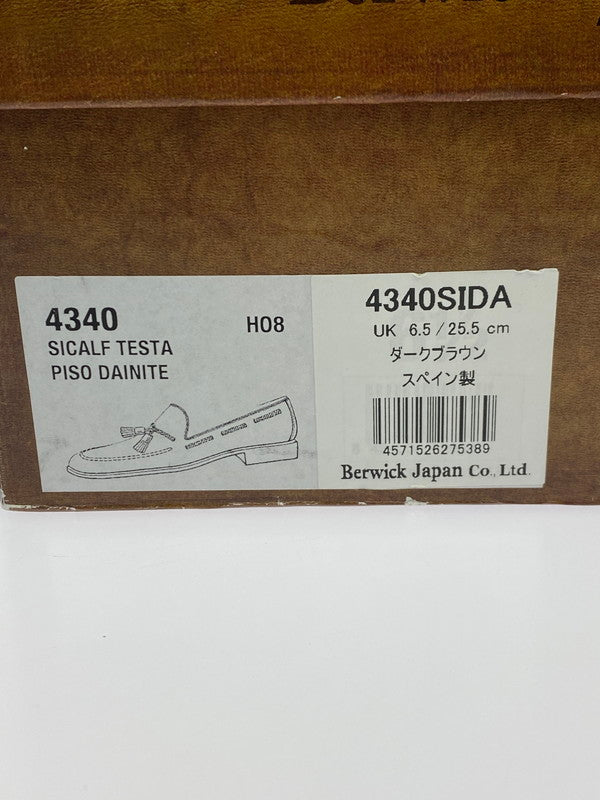 4340
H08
SICALF TESTA
PISO DAINITE
4340SIDA
UK 6.5 / 25.5 cm
ダークブラウン
スペイン製
4571526275389
Berwick Japan Co., Ltd.